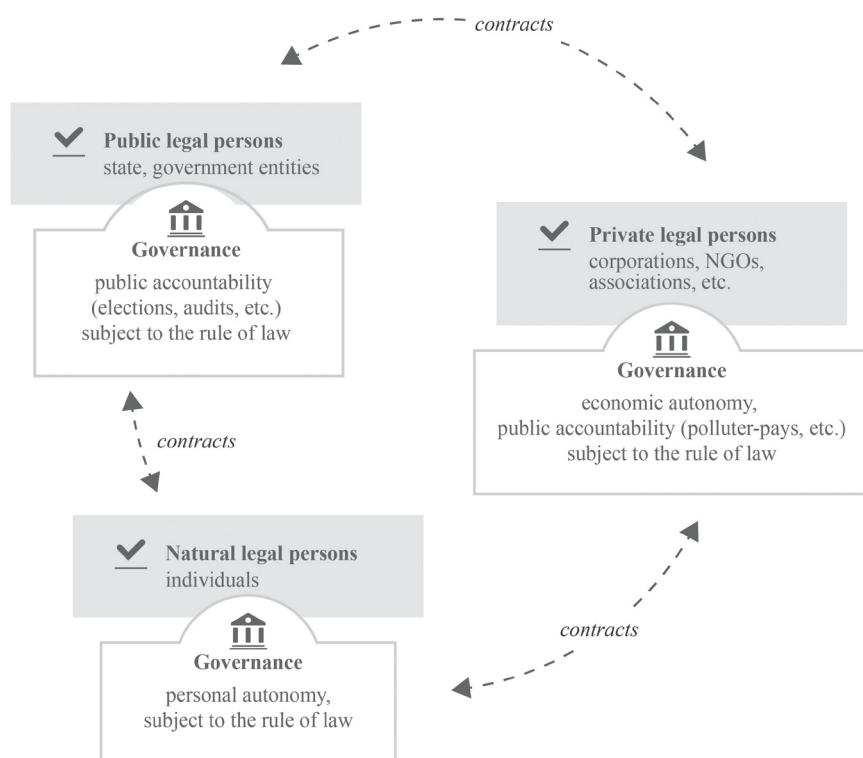 contracts
Public legal persons
state, government entities
Governance
public accountability
(elections, audits, etc.)
subject to the rule of law
Private legal persons
corporations, NGOs,
associations, etc.
Governance
economic autonomy,
public accountability (polluter-pays, etc.)
subject to the rule of law
contracts
Natural legal persons
individuals
Governance
personal autonomy,
subject to the rule of law
contracts